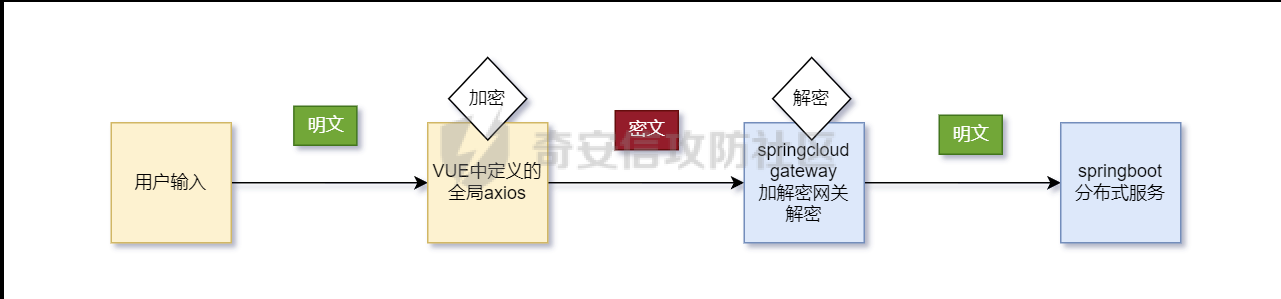 加密
解密
明文
密文
明文
奇安信攻防社区
用户输入
VUE中定义的
全局axios
springcloud
gateway
加解密网关
解密
springboot
分布式服务